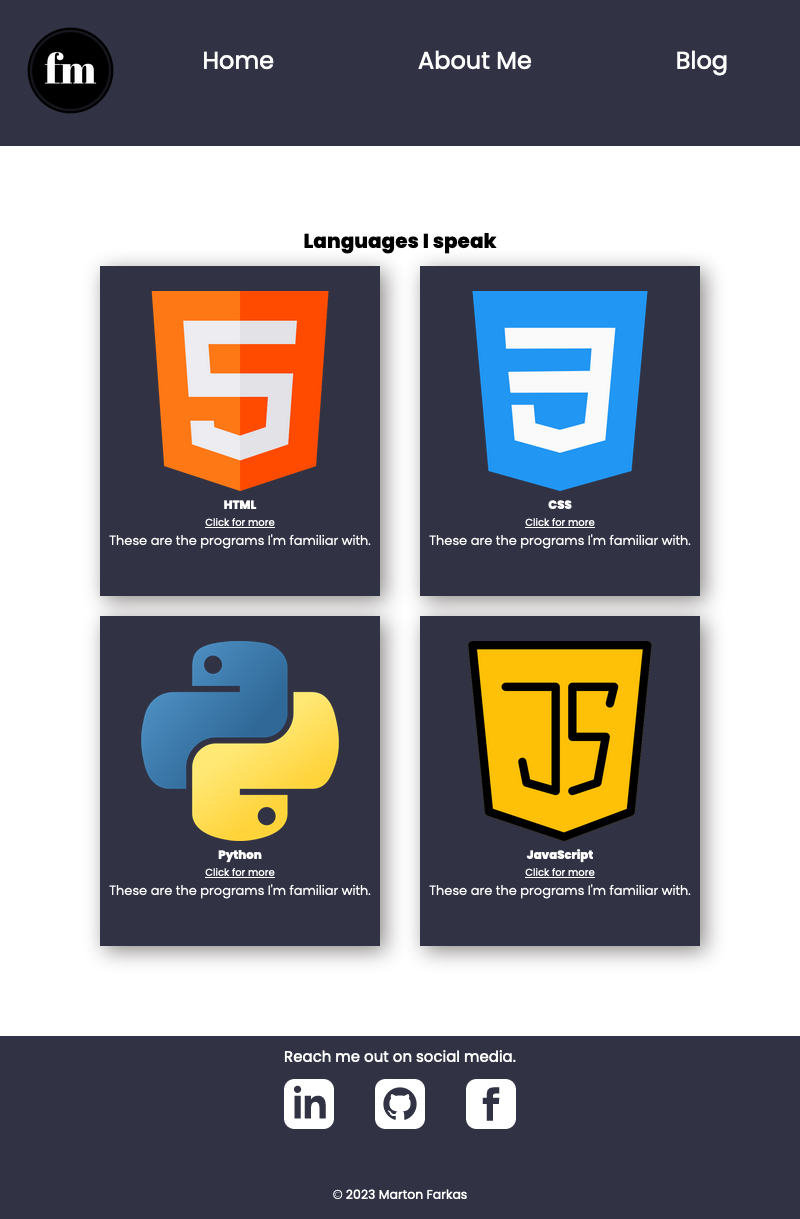 fm
Home
About Me
Blog
Languages I speak
5
HTML
Click for more
These are the programs I'm familiar with.
3
CSS
Click for more
These are the programs I'm familiar with.
Python
Click for more
These are the programs I'm familiar with.
JS
JavaScript
Click for more
These are the programs I'm familiar with.
Reach me out on social media.
in
f
© 2023 Marton Farkas